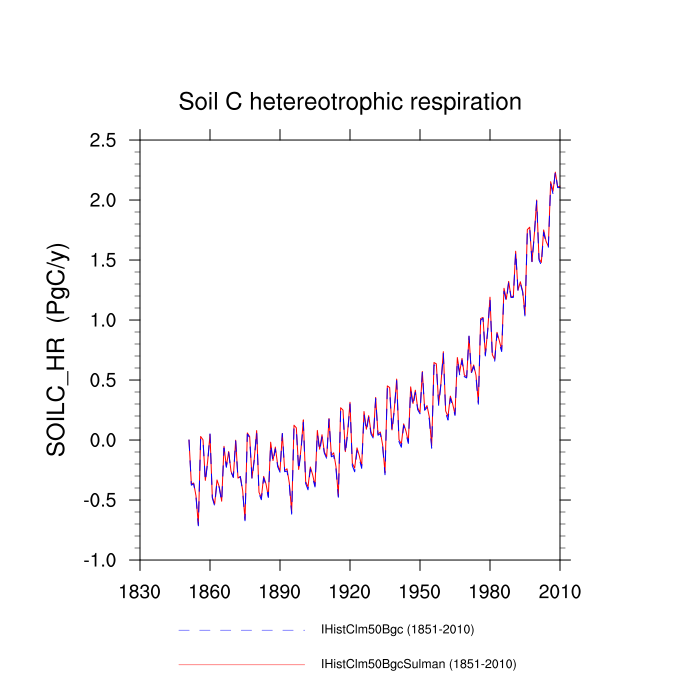 Soil C hetereotrophic respiration
SOILC_HR (PgC/y)
2.5
2.0
1.5
1.0
0.5
0.0
-0.5
-1.0
1830 1860 1890 1920 1950 1980 2010
IHistClm50Bgc (1851-2010)
IHistClm50BgcSulman (1851-2010)